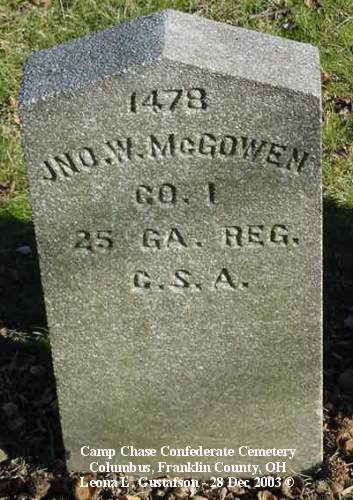 1478
JNO. W. McGOWEN
CO. I
25 GA. REG.
C.S.A.
Camp Chase Confederate Cemetery
Columbus, Franklin County, OH
Leona L. Gustafson - 28 Dec 2003 ©